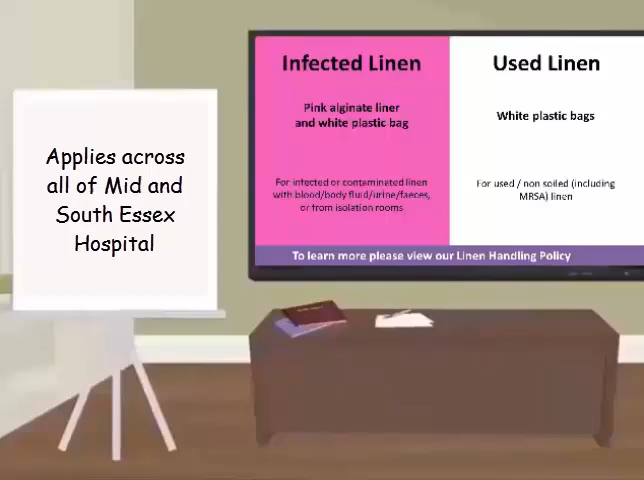 Applies across
all of Mid and
South Essex
Hospital
Infected Linen
Pink alginate liner
and white plastic bag
For infected or contaminated linen
with blood/body fluid/urine/faeces,
or from isolation rooms
Used Linen
White plastic bags
For used / non soiled (including
MRSA) linen
To learn more please view our Linen Handling Policy